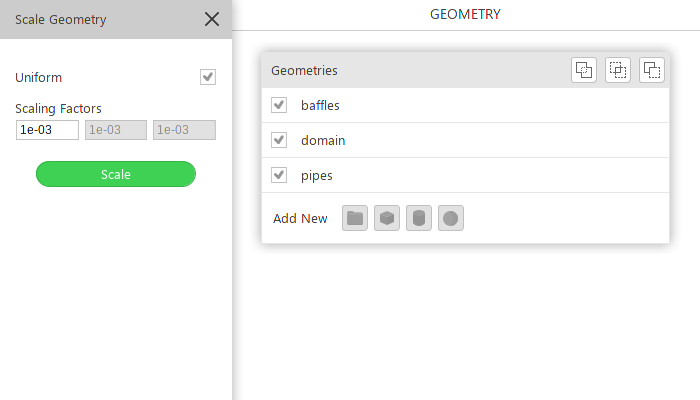 Scale Geometry
Uniform
Scaling Factors
1e-03 1e-03 1e-03
Scale
GEOMETRY
Geometries
baffles
domain
pipes
Add New